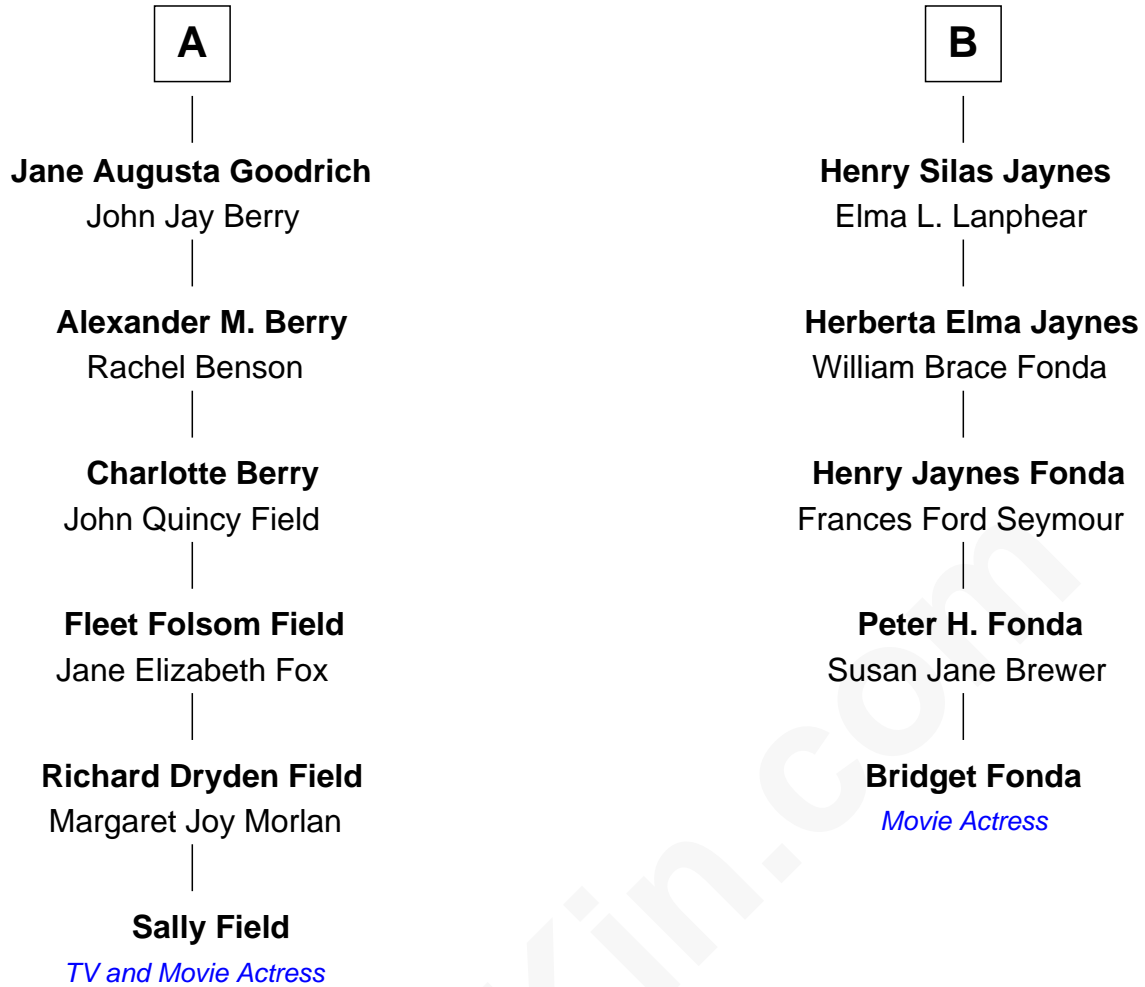 A
Jane Augusta Goodrich
John Jay Berry
Alexander M. Berry
Rachel Benson
Charlotte Berry
John Quincy Field
Fleet Folsom Field
Jane Elizabeth Fox
Richard Dryden Field
Margaret Joy Morlan
Sally Field
TV and Movie Actress
B
Henry Silas Jaynes
Elma L. Lanphear
Herberta Elma Jaynes
William Brace Fonda
Henry Jaynes Fonda
Frances Ford Seymour
Peter H. Fonda
Susan Jane Brewer
Bridget Fonda
Movie Actress
Kin.com